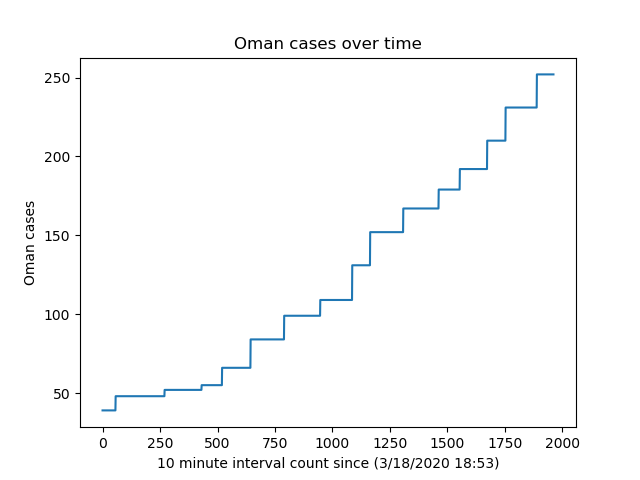 Oman cases over time
Oman cases
250
200
150
100
50
0 250 500 750 1000 1250 1500 1750 2000
10 minute interval count since (3/18/2020 18:53)